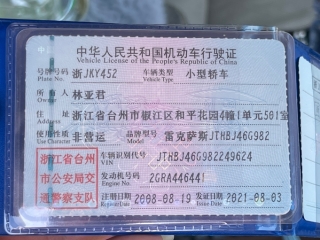 中华人民共和国机动车行驶证
Vehicle License of the People's Republic of China
号牌号码 浙JKY452 车辆类型 小型轿车
Plate No. Vehicle Type
所有人 林亚君
Owner
住址 浙江省台州市椒江区和平花园4幢1单元501室
Address
使用性质 非营运 品牌型号 雷克萨斯JTHBJ46G982
Use Character Model
浙江省台州市公安局交通警察支队
车辆识别代号 JTHBJ46G982249624
VIN
发动机号码 2GRA446441
Engine No.
注册日期 2008-08-19 发证日期 2021-08-03
Register Date Issue Date